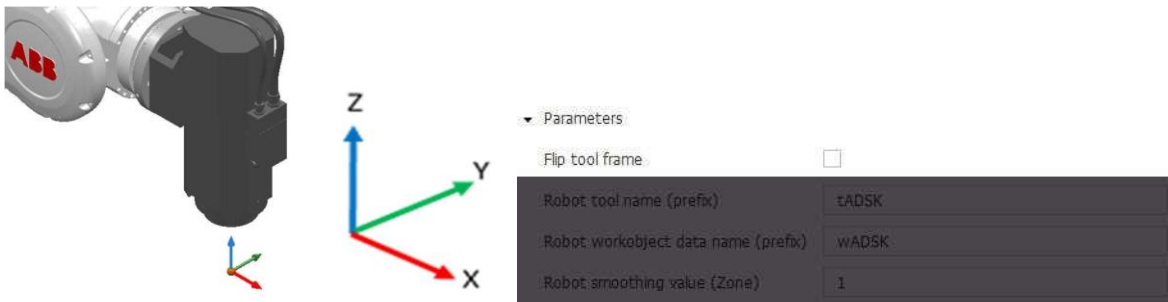 ABB
Z
Y
X
Parameters
Flip tool frame
Robot tool name (prefix) tADSK
Robot workobject data name (prefix) wADSK
Robot smoothing value (Zone) 1